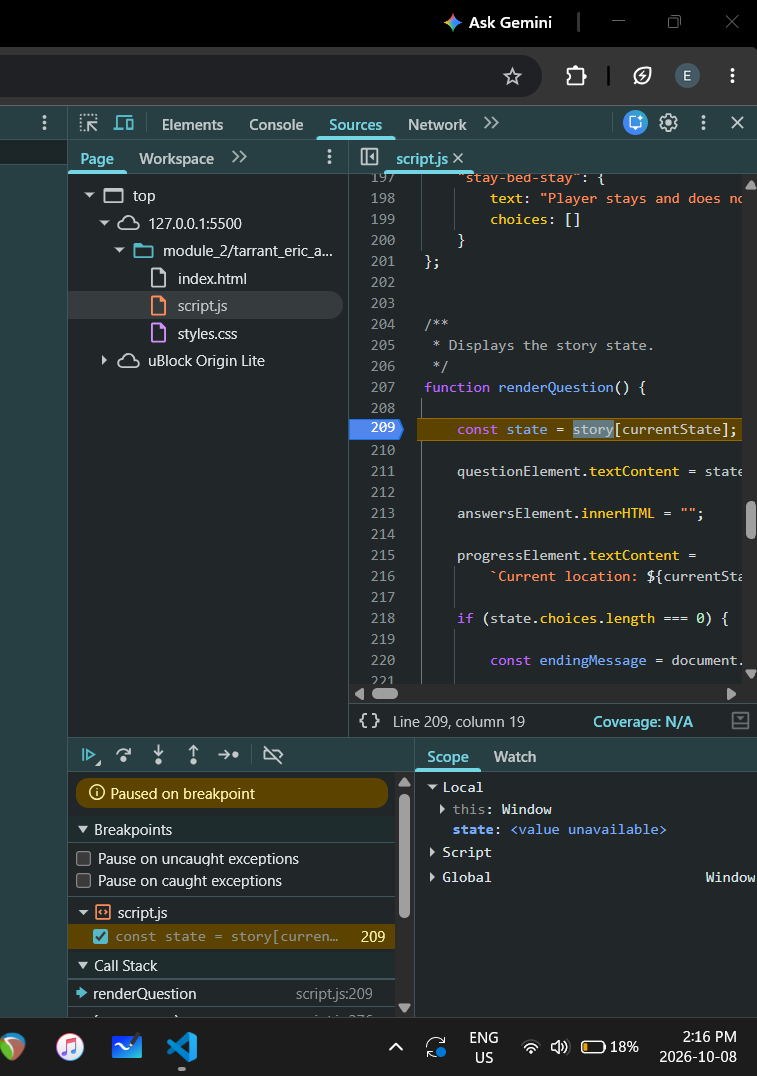 Ask Gemini
E
Elements
Console
Sources
Network
Page
Workspace
script.js
top
127.0.0.1:5500
module_2/tarrant_eric_a...
index.html
script.js
styles.css
uBlock Origin Lite
197 "stay-bed-stay": {
198 text: "Player stays and does no
199 choices: []
200 }
201 };
202
203
204 /**
205 * Displays the story state.
206 */
207 function renderQuestion() {
208
209 const state = story[currentState];
210
211 questionElement.textContent = state
212
213 answersElement.innerHTML = "";
214
215 progressElement.textContent =
216 `Current location: ${currentSta
217
218 if (state.choices.length === 0) {
219
220 const endingMessage = document.
221
{ } Line 209, column 19
Coverage: N/A
Paused on breakpoint
Breakpoints
Pause on uncaught exceptions
Pause on caught exceptions
script.js
const state = story[curren... 209
Call Stack
renderQuestion script.js:209
Scope
Watch
Local
this: Window
state: <value unavailable>
Script
Global Window
ENG
US
18%
2:16 PM
2026-10-08